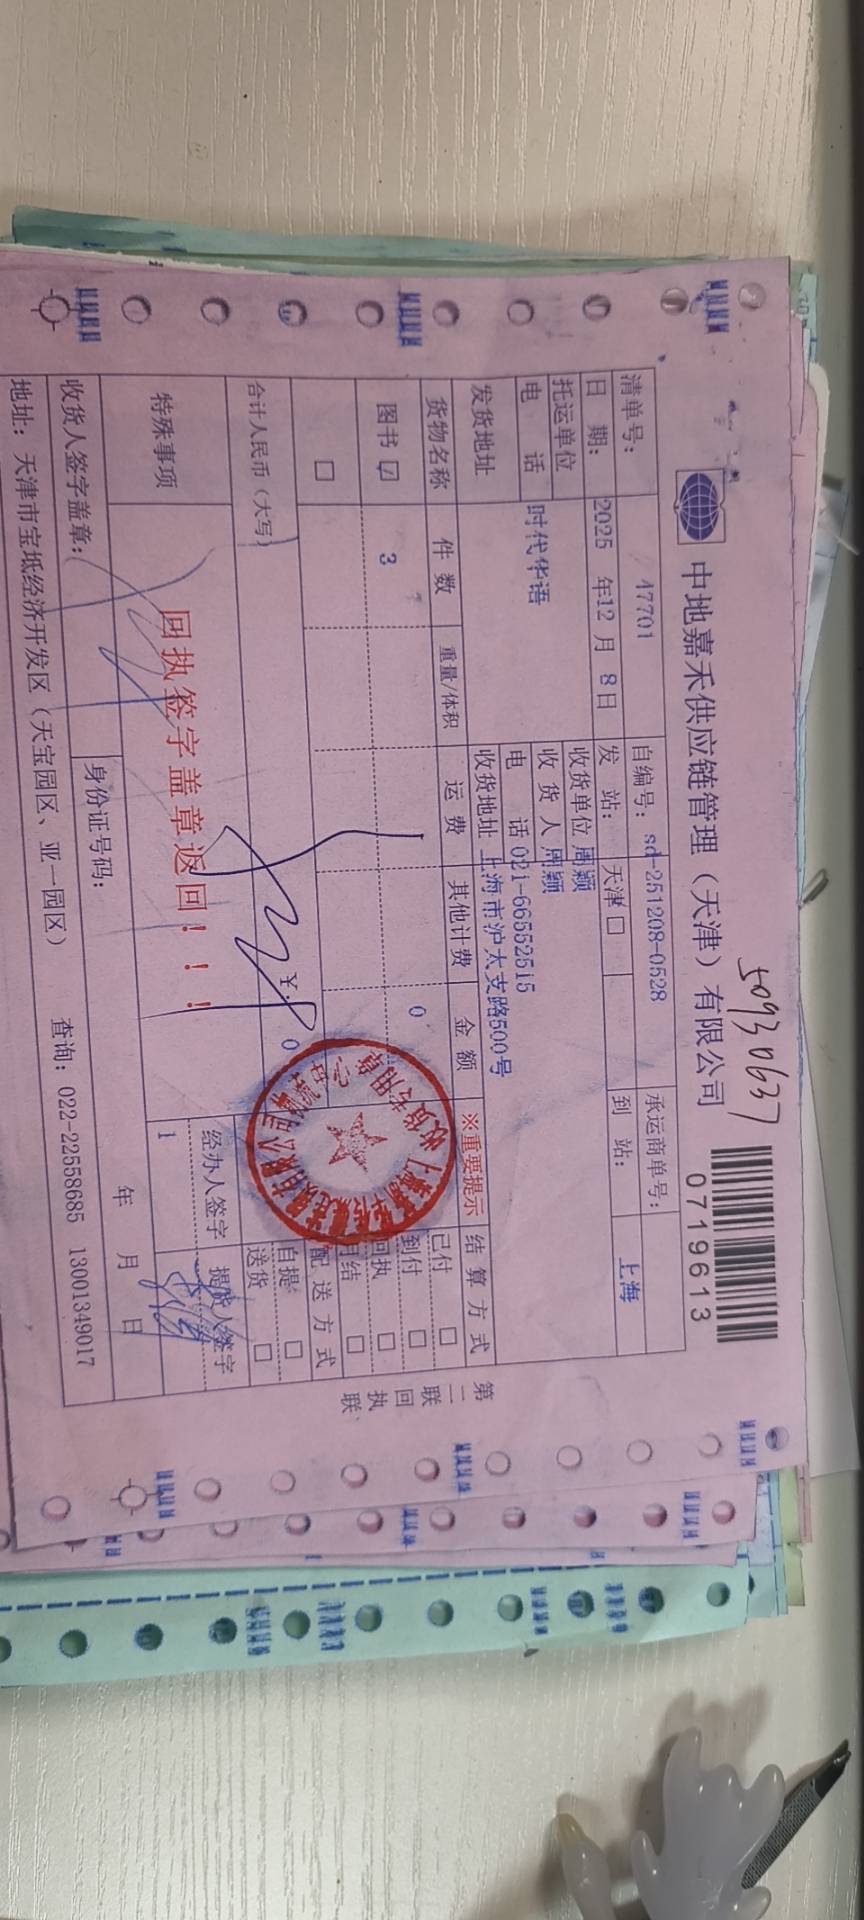 50930637
中地嘉禾供应链管理（天津）有限公司
0719613
清单号： 47701 自编号： sd-251208-0528 承运商单号：
日 期： 2025 年12 月 8日 发 站： 天津□ 到 站： 上海
托运单位 时代华语 收货单位 周颖
收 货 人 周颖
电 话 电 话 021-66552515
发货地址 收货地址 上海市沪太支路500号
货物名称 件 数 重量/体积 运 费 其他计费 金 额 ※重要提示 结 算 方 式
图书 ☑ 3 0
□
已付 □
到付 □
回执 □
月结 □
配 送 方 式
自提 □
送货 □
合计人民币（大写） ¥: 0
收货专用章
特殊事项 回执签字盖章返回！！！
经办人签字 提货人签字
1
收货人签字盖章： 身份证号码： 年 月 日
地址：天津市宝坻经济开发区（天宝园区、亚一园区） 查询：022-22558685 13001349017
第二联 回执联